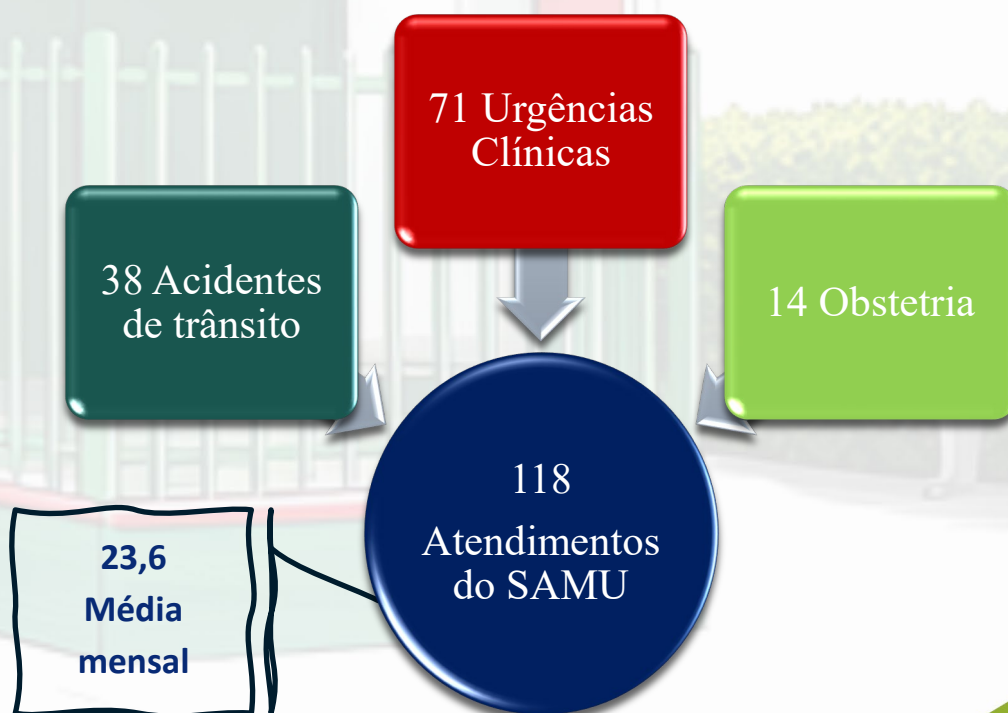 71 Urgências
Clínicas
38 Acidentes
de trânsito
14 Obstetria
118
Atendimentos
do SAMU
23,6
Média
mensal